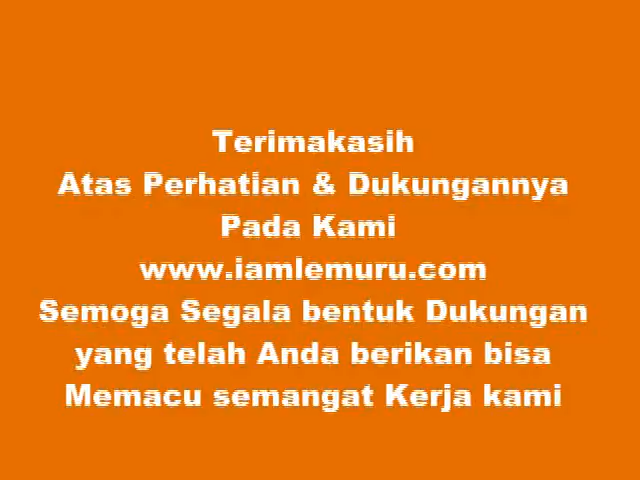 Terimakasih
Atas Perhatian & Dukungannya
Pada Kami
www.iamlemuru.com
Semoga Segala bentuk Dukungan
yang telah Anda berikan bisa
Memacu semangat Kerja kami